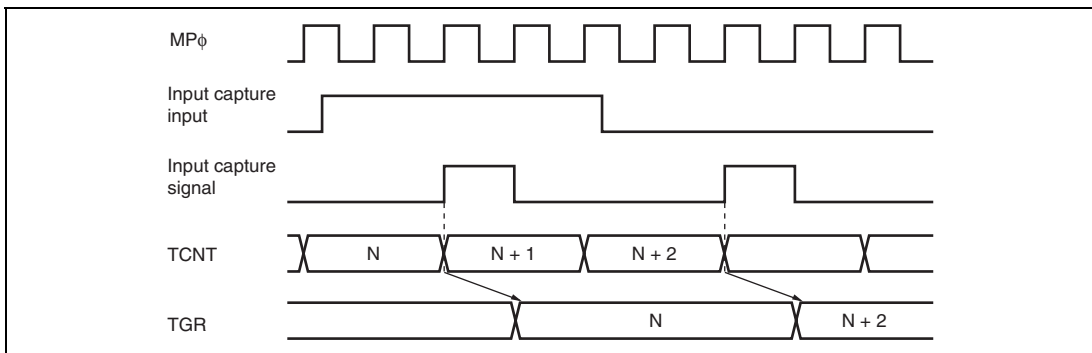 MPϕ
Input capture
input
Input capture
signal
TCNT
N
N + 1
N + 2
TGR
N
N + 2